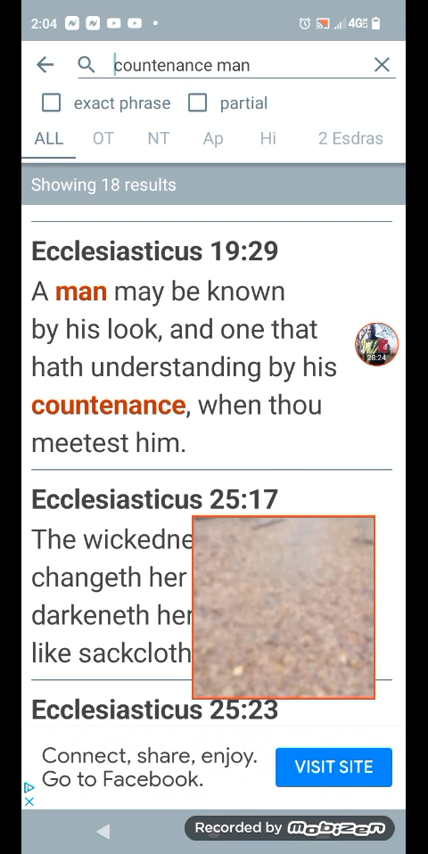 2:04
4G
countenance man
exact phrase partial
ALL OT NT Ap Hi 2 Esdras
Showing 18 results
Ecclesiasticus 19:29
A man may be known
by his look, and one that
hath understanding by his
countenance, when thou
meetest him.
28:24
Ecclesiasticus 25:17
The wickedne
changeth her
darkeneth her
like sackcloth
Ecclesiasticus 25:23
Connect, share, enjoy.
Go to Facebook.
VISIT SITE
Recorded by mobizen